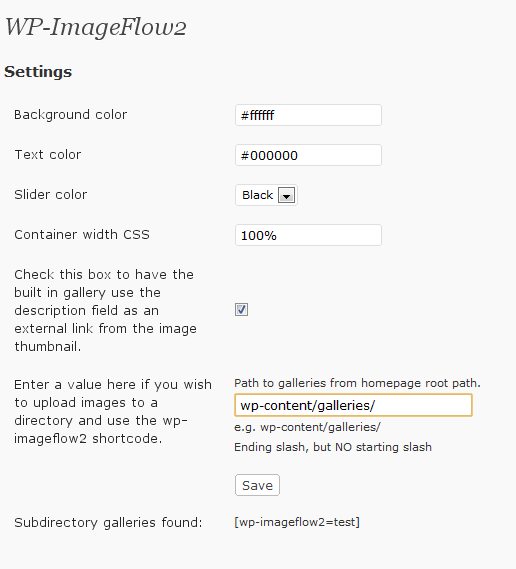 WP-ImageFlow2
Settings
Background color
#ffffff
Text color
#000000
Slider color
Black
Container width CSS
100%
Check this box to have the
built in gallery use the
description field as an
external link from the image
thumbnail.
Enter a value here if you wish
to upload images to a
directory and use the wp-
imageflow2 shortcode.
Path to galleries from homepage root path.
wp-content/galleries/
e.g. wp-content/galleries/
Ending slash, but NO starting slash
Save
Subdirectory galleries found:
[wp-imageflow2=test]